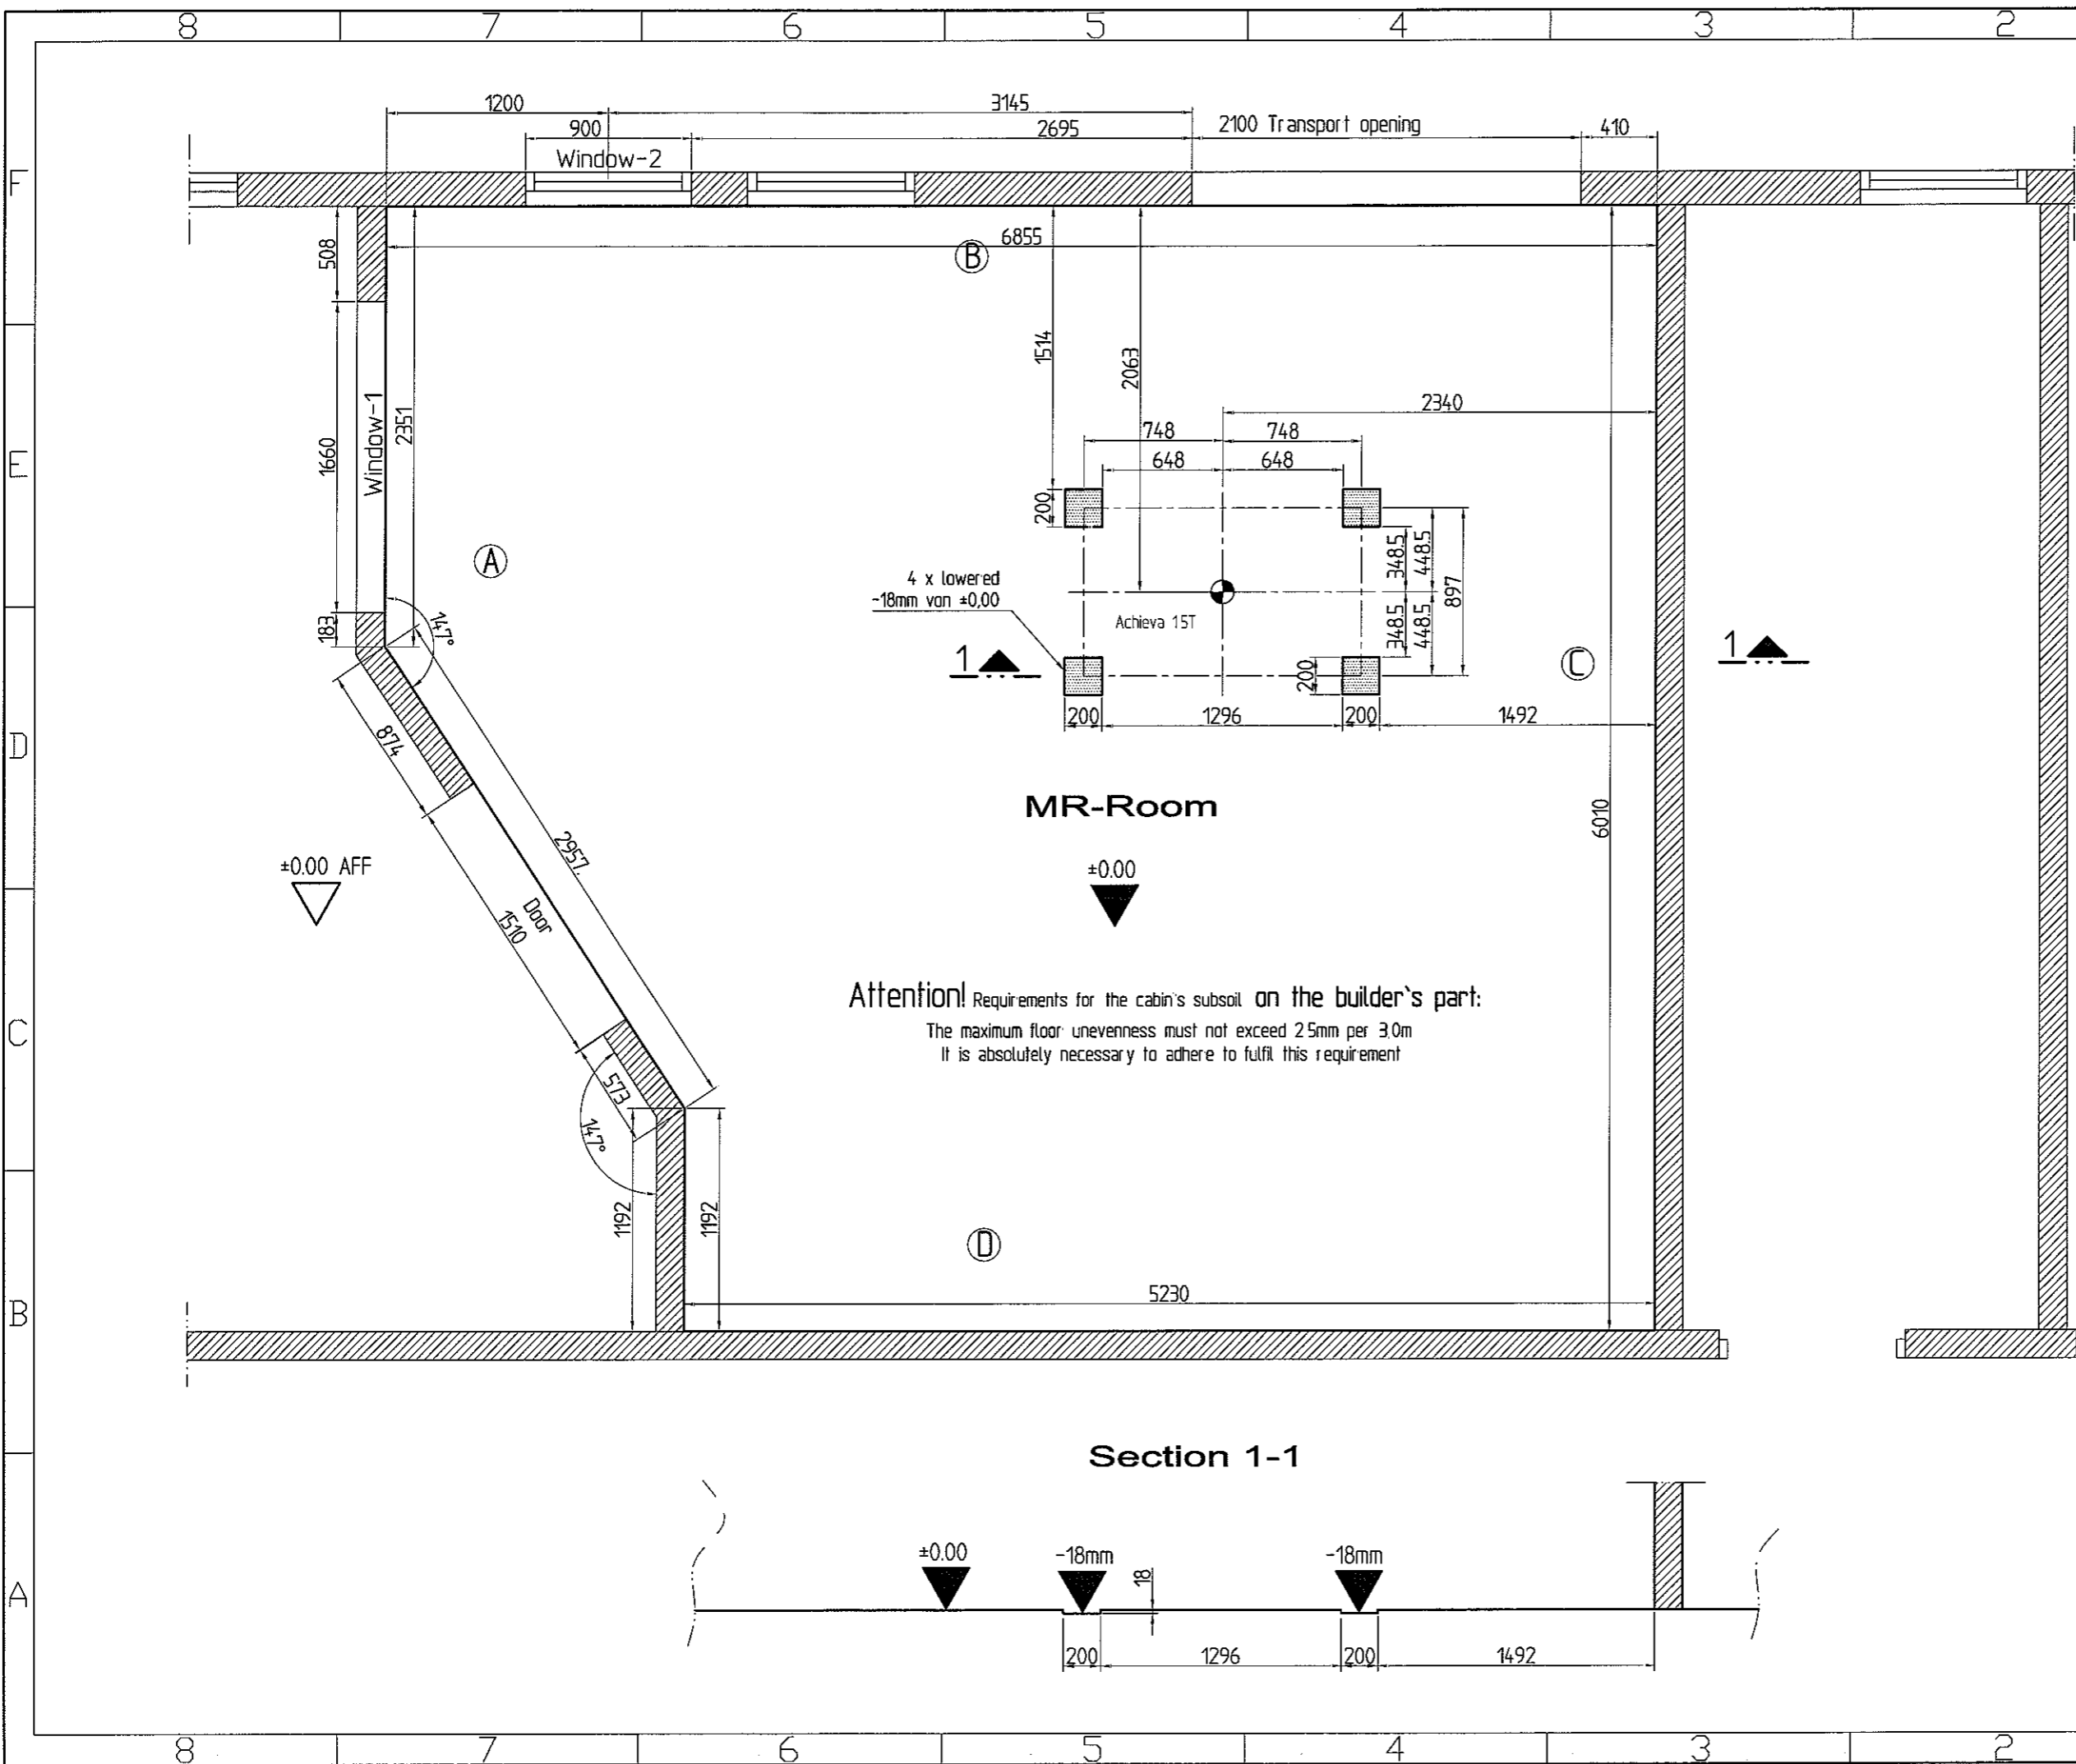 8 7 6 5 4 3 2
1200 3145
900 2695 2100 Transport opening 410
Window-2
F
6855
B
508
1514
2063
2340
748 748
648 648
E
1660
Window-1
2351
200
A
348.5 448.5
897
4 x lowered
-18mm von ±0,00
Achieva 15T
348.5 448.5
183
147°
1 1
C
200
200 1296 200 1492
D
874
MR-Room
6010
2957.
±0.00 AFF
±0.00
Door
1510
Attention! Requirements for the cabin's subsoil on the builder`s part:
The maximum floor unevenness must not exceed 2.5mm per 3,0m
It is absolutely necessary to adhere to fulfil this requirement
C
573
147°
1192 1192
D
5230
B
Section 1-1
±0.00 -18mm 18 -18mm
A
200 1296 200 1492
8 7 6 5 4 3 2